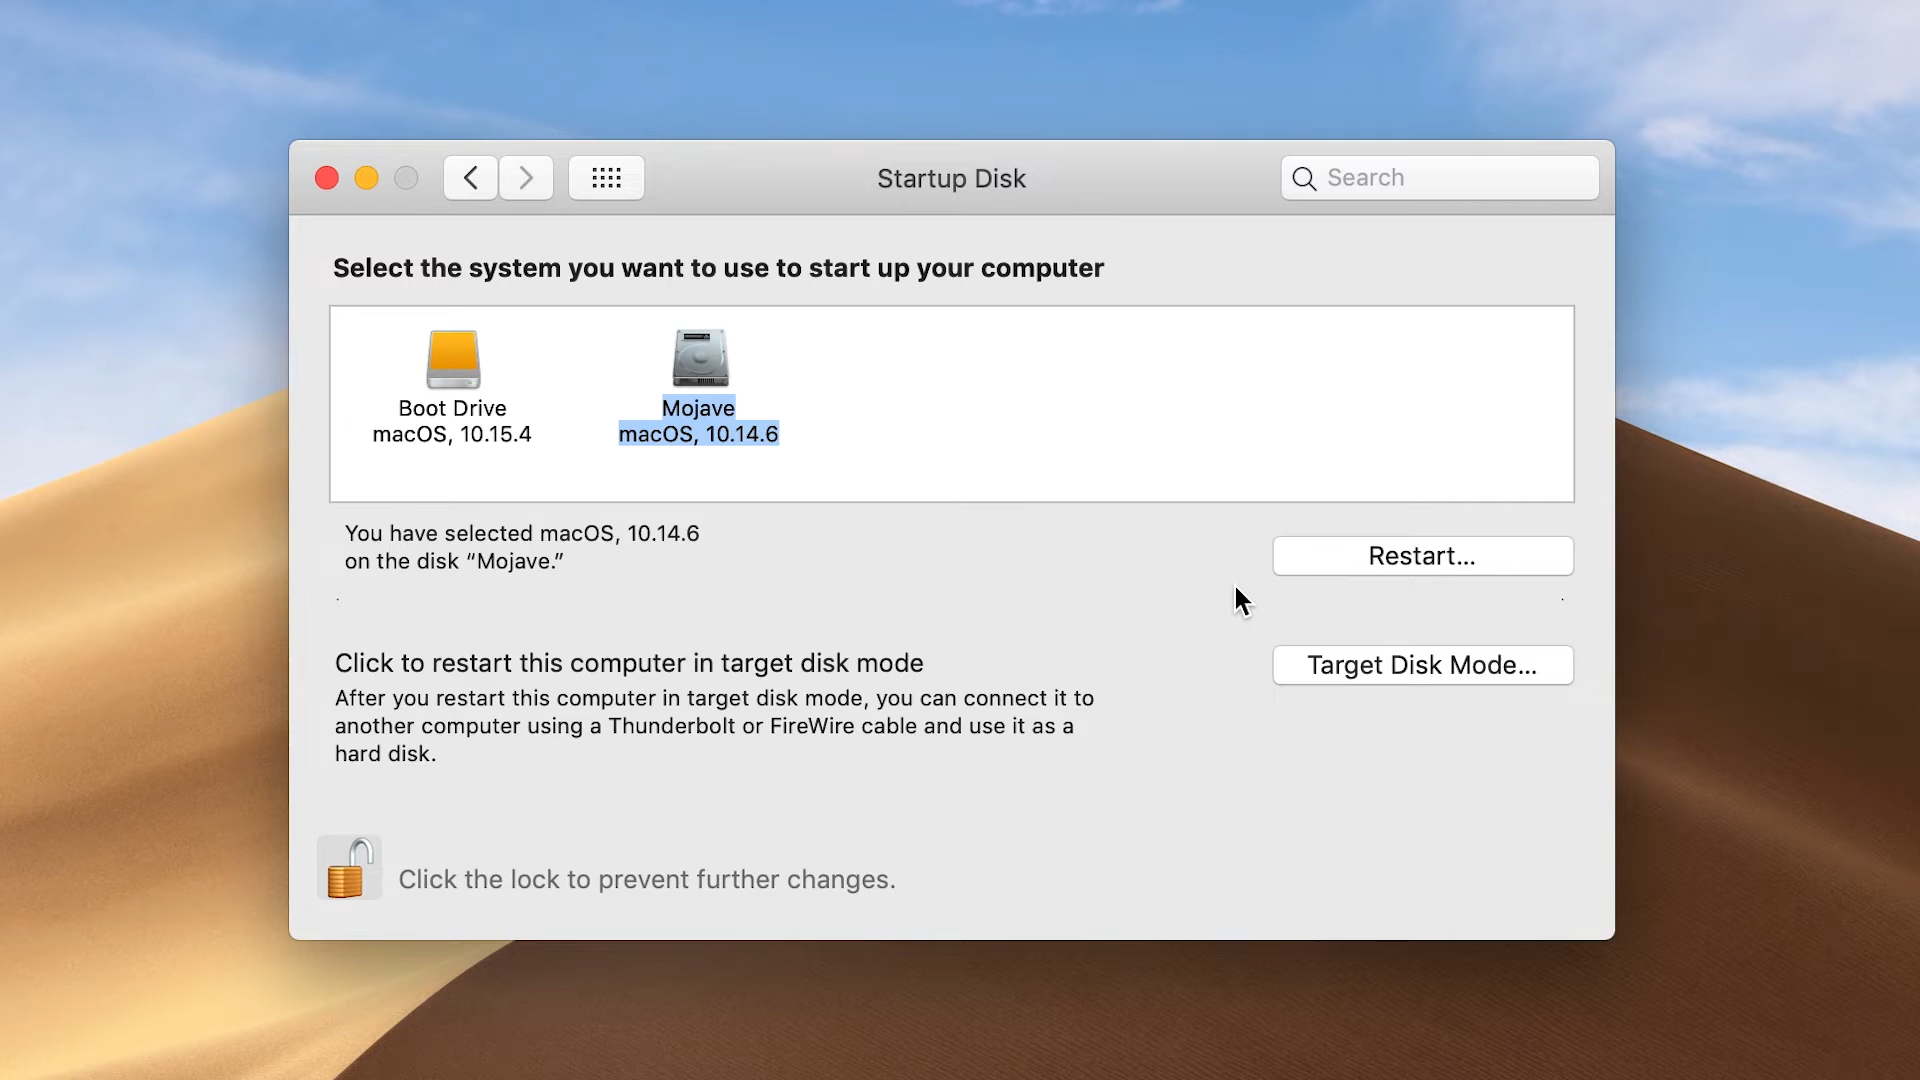 Startup Disk
Search
Select the system you want to use to start up your computer
Boot Drive
macOS, 10.15.4
Mojave
macOS, 10.14.6
You have selected macOS, 10.14.6
on the disk “Mojave.”
Restart...
Click to restart this computer in target disk mode
Target Disk Mode...
After you restart this computer in target disk mode, you can connect it to
another computer using a Thunderbolt or FireWire cable and use it as a
hard disk.
Click the lock to prevent further changes.